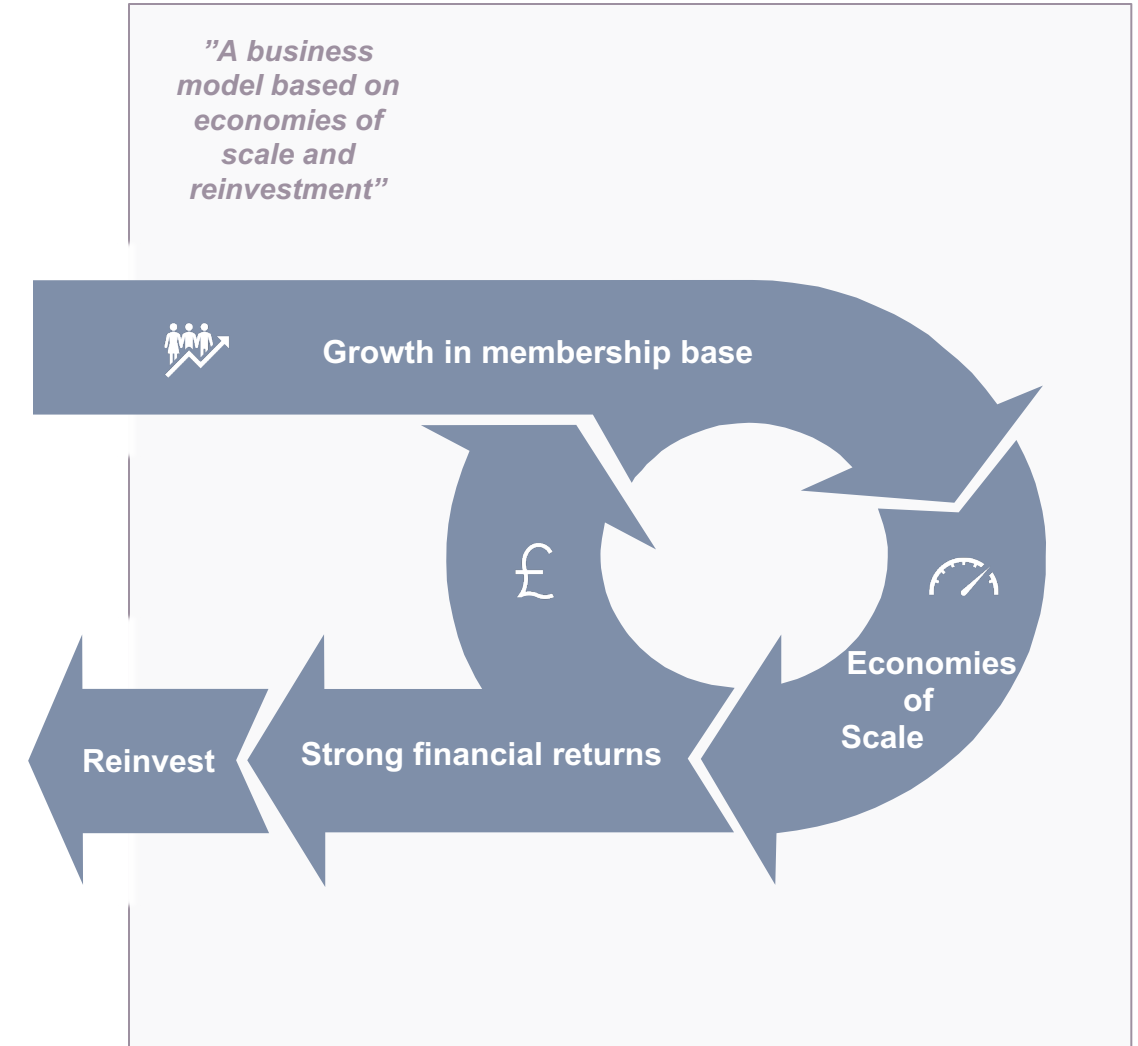 ”A business
model based on
economies of
scale and
reinvestment”
Growth in membership base
£
Economies
of
Scale
Strong financial returns
Reinvest